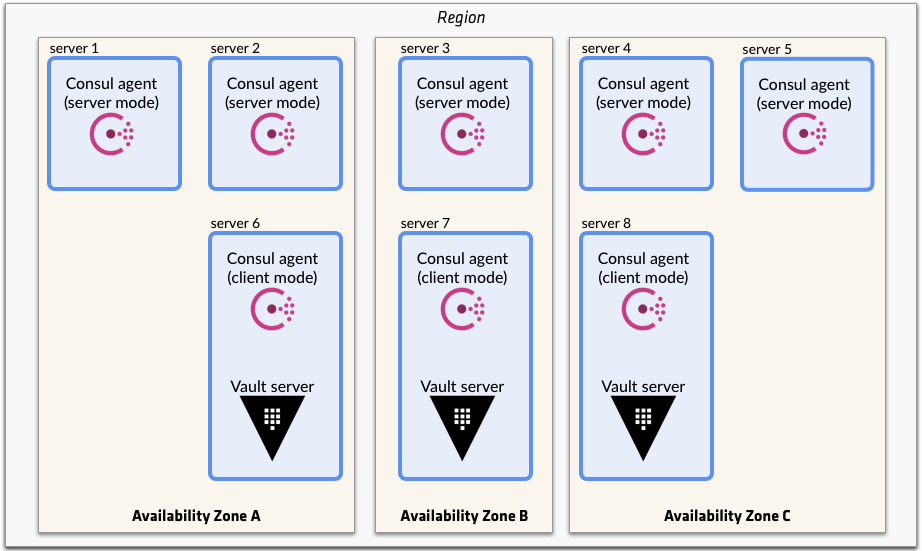 Region
server 1
Consul agent
(server mode)
server 2
Consul agent
(server mode)
server 6
Consul agent
(client mode)
Vault server
Availability Zone A
server 3
Consul agent
(server mode)
server 7
Consul agent
(client mode)
Vault server
Availability Zone B
server 4
Consul agent
(server mode)
server 5
Consul agent
(server mode)
server 8
Consul agent
(client mode)
Vault server
Availability Zone C